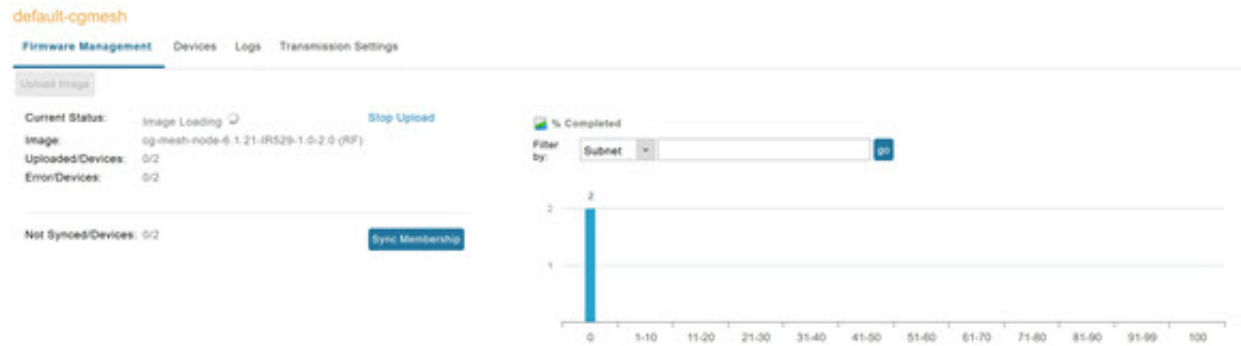 default-cgmesh
Firmware Management Devices Logs Transmission Settings
Upload Image
Current Status: Image Loading Stop Upload
Image: cg-mesh-node-6.1.21-IR529-1.0-2.0 (RF)
Uploaded/Devices: 0/2
Error/Devices: 0/2
Not Synced/Devices: 0/2 Sync Membership
% Completed
Filter by: Subnet go
2
2
1
0 1-10 11-20 21-30 31-40 41-50 51-60 61-70 71-80 81-90 91-99 100